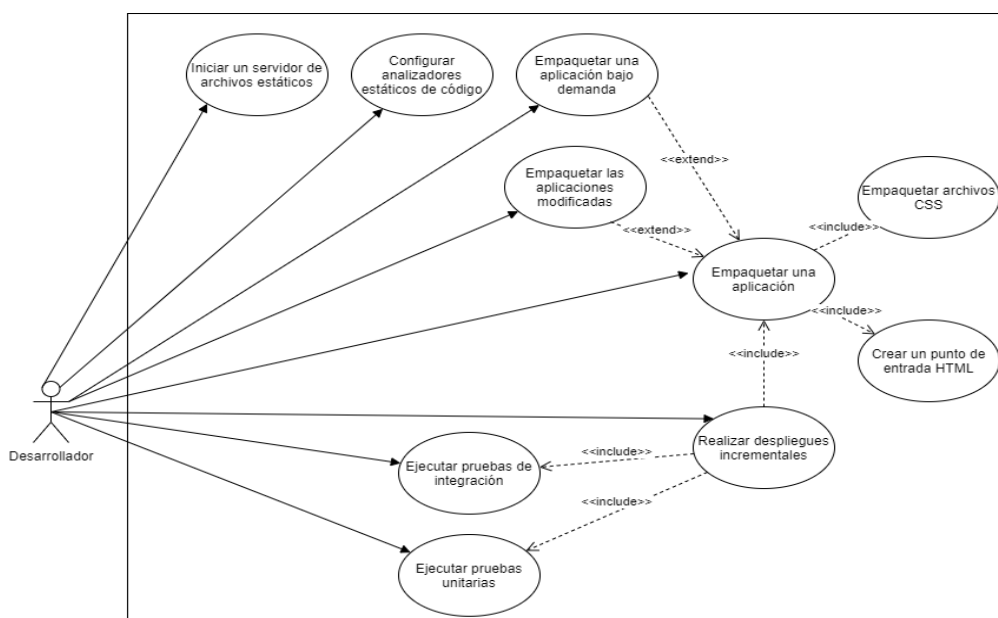 Iniciar un servidor de
archivos estáticos
Configurar
analizadores
estáticos de código
Empaquetar una
aplicación bajo
demanda
<<extend>>
Empaquetar las
aplicaciones
modificadas
<<extend>>
Empaquetar archivos
CSS
<<include>>
Empaquetar una
aplicación
<<include>>
Crear un punto de
entrada HTML
<<include>>
Desarrollador
Realizar despliegues
incrementales
<<include>>
Ejecutar pruebas de
integración
<<include>>
Ejecutar pruebas
unitarias